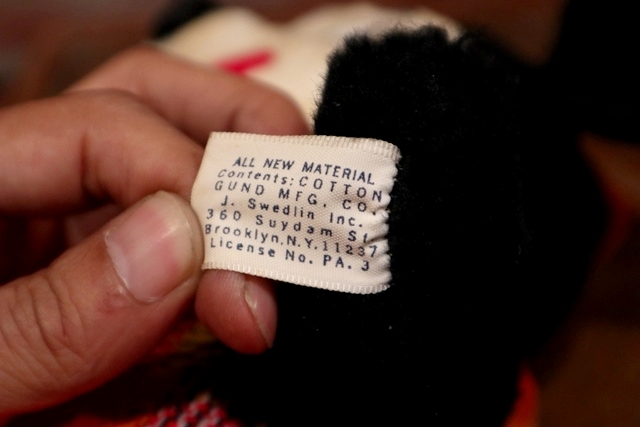 ALL NEW MATERIAL
Contents: COTTON
GUND MFG. CO.
J. Swedlin Inc.
360 Suydam St.
Brooklyn, N.Y. 11237
License No. PA. 3